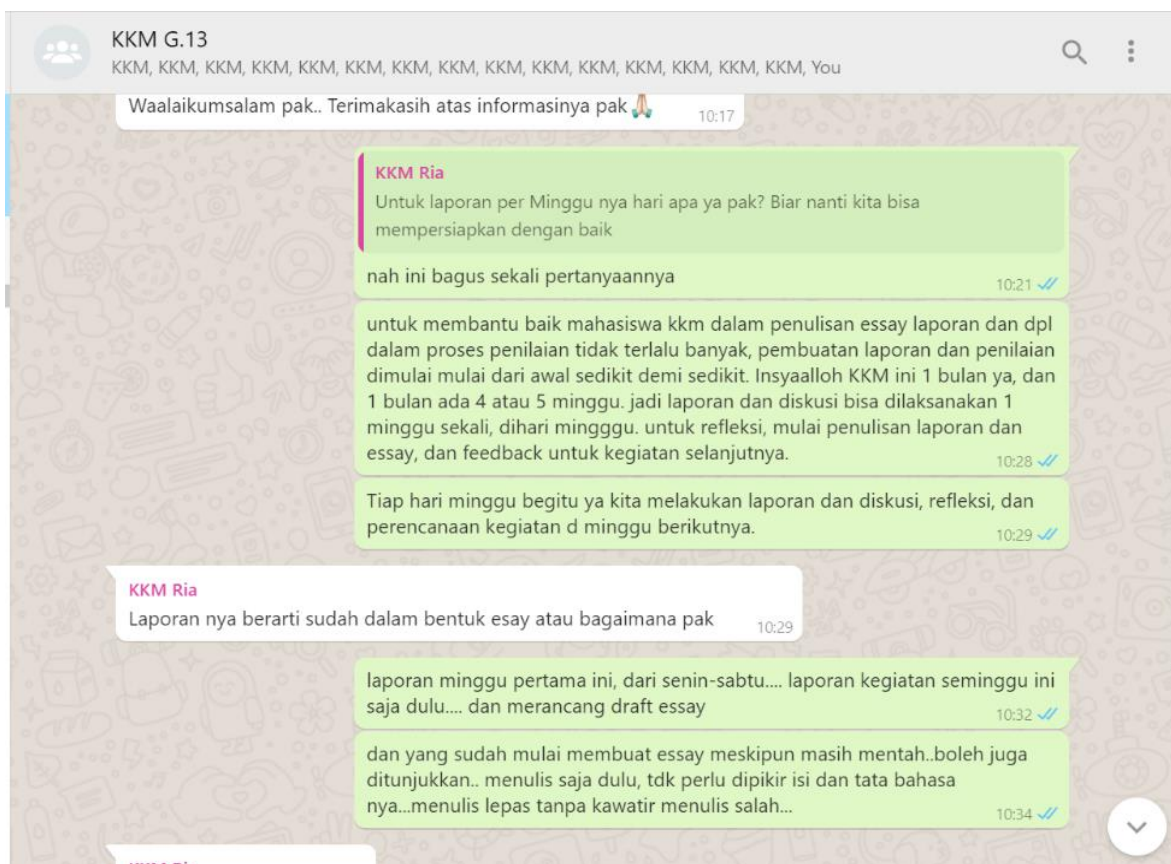 KKM G.13
KKM, KKM, KKM, KKM, KKM, KKM, KKM, KKM, KKM, KKM, KKM, KKM, KKM, KKM, KKM, You
Waalaikumsalam pak.. Terimakasih atas informasinya pak🙏 10:17
KKM Ria
Untuk laporan per Minggu nya hari apa ya pak? Biar nanti kita bisa
mempersiapkan dengan baik
nah ini bagus sekali pertanyaannya 10:21
untuk membantu baik mahasiswa kkm dalam penulisan essay laporan dan dpl
dalam proses penilaian tidak terlalu banyak, pembuatan laporan dan penilaian
dimulai mulai dari awal sedikit demi sedikit. Insyaalloh KKM ini 1 bulan ya, dan
1 bulan ada 4 atau 5 minggu. jadi laporan dan diskusi bisa dilaksanakan 1
minggu sekali, dihari mingggu. untuk refleksi, mulai penulisan laporan dan
essay, dan feedback untuk kegiatan selanjutnya. 10:28
Tiap hari minggu begitu ya kita melakukan laporan dan diskusi, refleksi, dan
perencanaan kegiatan d minggu berikutnya. 10:29
KKM Ria
Laporan nya berarti sudah dalam bentuk esay atau bagaimana pak 10:29
laporan minggu pertama ini, dari senin-sabtu.... laporan kegiatan seminggu ini
saja dulu.... dan merancang draft essay 10:32
dan yang sudah mulai membuat essay meskipun masih mentah..boleh juga
ditunjukkan.. menulis saja dulu, tdk perlu dipikir isi dan tata bahasa
nya...menulis lepas tanpa kawatir menulis salah... 10:34